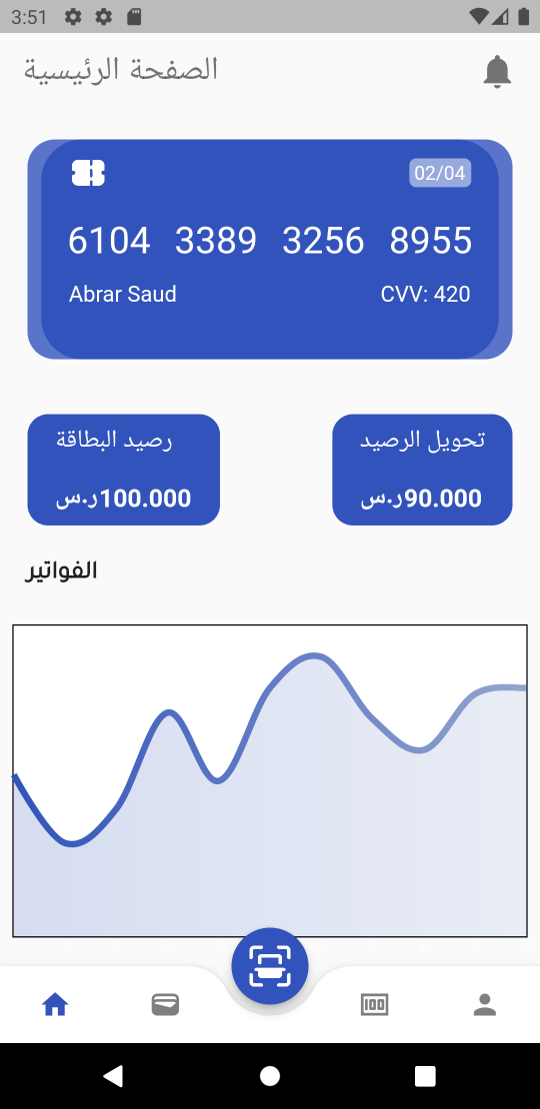 3:51
الصفحة الرئيسية
02/04
6104 3389 3256 8955
Abrar Saud
CVV: 420
رصيد البطاقة
100.000ر.س
تحويل الرصيد
90.000ر.س
الفواتير
100